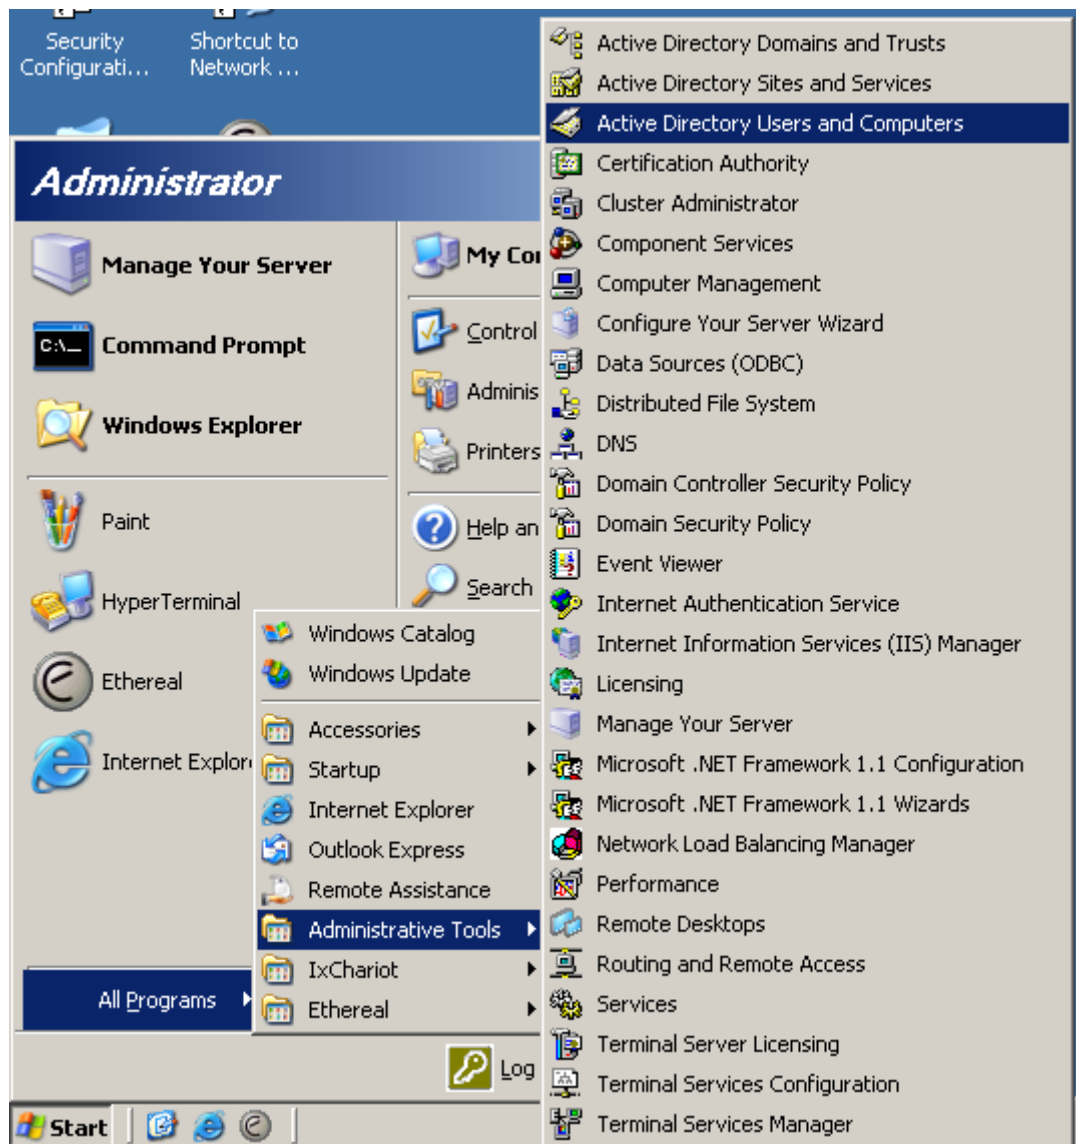 Security
Configurati...
Shortcut to
Network ...
Administrator
Manage Your Server
Command Prompt
Windows Explorer
Paint
HyperTerminal
Ethereal
Internet Explor
My Co
Control
Adminis
Printers
Help an
Search
Log
All Programs
Windows Catalog
Windows Update
Accessories
Startup
Internet Explorer
Outlook Express
Remote Assistance
Administrative Tools
IxChariot
Ethereal
Active Directory Domains and Trusts
Active Directory Sites and Services
Active Directory Users and Computers
Certification Authority
Cluster Administrator
Component Services
Computer Management
Configure Your Server Wizard
Data Sources (ODBC)
Distributed File System
DNS
Domain Controller Security Policy
Domain Security Policy
Event Viewer
Internet Authentication Service
Internet Information Services (IIS) Manager
Licensing
Manage Your Server
Microsoft .NET Framework 1.1 Configuration
Microsoft .NET Framework 1.1 Wizards
Network Load Balancing Manager
Performance
Remote Desktops
Routing and Remote Access
Services
Terminal Server Licensing
Terminal Services Configuration
Terminal Services Manager
Start
C:\_